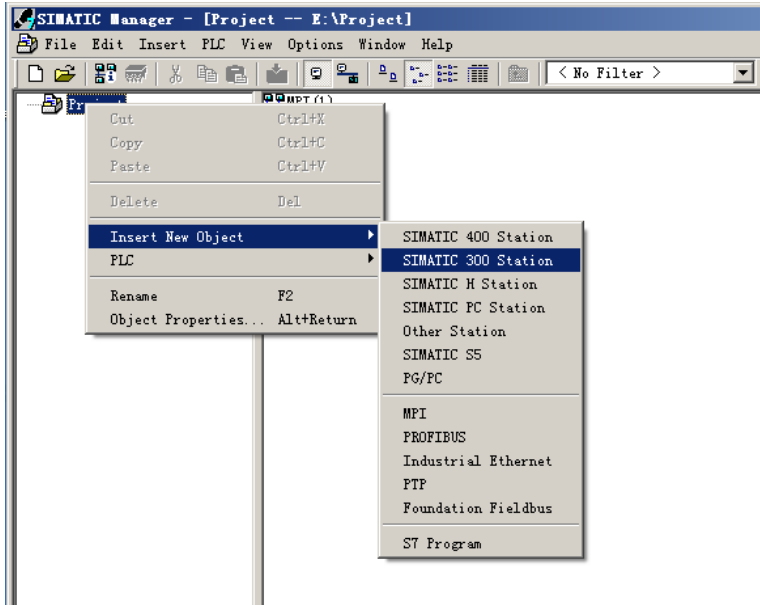 SIMATIC Manager - [Project -- E:\Project]
File Edit Insert PLC View Options Window Help
< No Filter >
MPI(1)
Cut Ctrl+X
Copy Ctrl+C
Paste Ctrl+V
Delete Del
Insert New Object
PLC
Rename F2
Object Properties... Alt+Return
SIMATIC 400 Station
SIMATIC 300 Station
SIMATIC H Station
SIMATIC PC Station
Other Station
SIMATIC S5
PG/PC
MPI
PROFIBUS
Industrial Ethernet
PTP
Foundation Fieldbus
S7 Program